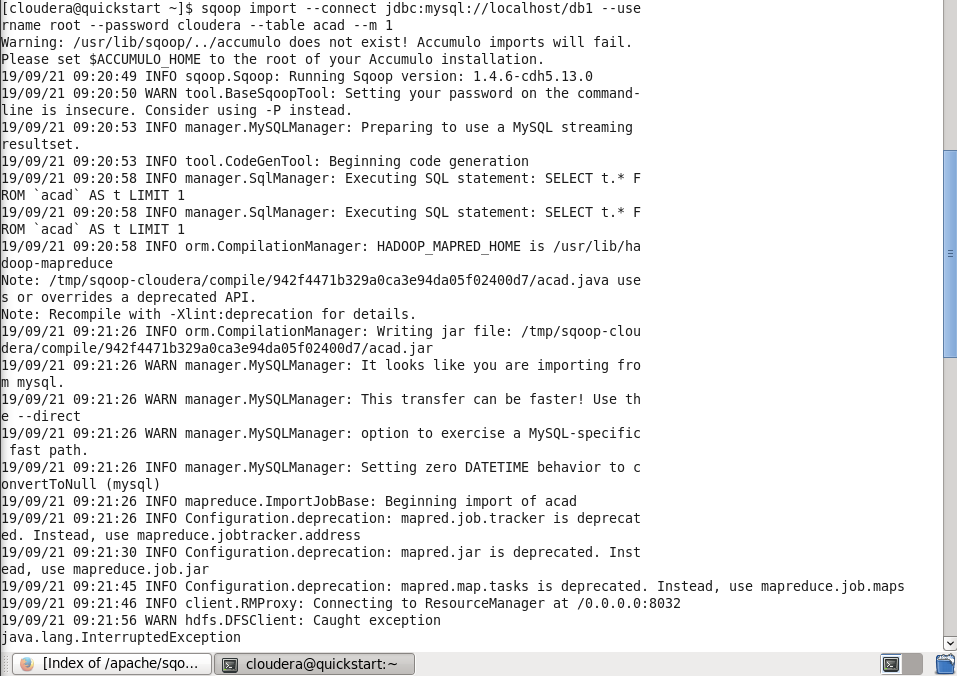 [cloudera@quickstart ~]$ sqoop import --connect jdbc:mysql://localhost/db1 --use
rname root --password cloudera --table acad --m 1
Warning: /usr/lib/sqoop/../accumulo does not exist! Accumulo imports will fail.
Please set $ACCUMULO_HOME to the root of your Accumulo installation.
19/09/21 09:20:49 INFO sqoop.Sqoop: Running Sqoop version: 1.4.6-cdh5.13.0
19/09/21 09:20:50 WARN tool.BaseSqoopTool: Setting your password on the command-
line is insecure. Consider using -P instead.
19/09/21 09:20:53 INFO manager.MySQLManager: Preparing to use a MySQL streaming
resultset.
19/09/21 09:20:53 INFO tool.CodeGenTool: Beginning code generation
19/09/21 09:20:58 INFO manager.SqlManager: Executing SQL statement: SELECT t.* F
ROM `acad` AS t LIMIT 1
19/09/21 09:20:58 INFO manager.SqlManager: Executing SQL statement: SELECT t.* F
ROM `acad` AS t LIMIT 1
19/09/21 09:20:58 INFO orm.CompilationManager: HADOOP_MAPRED_HOME is /usr/lib/ha
doop-mapreduce
Note: /tmp/sqoop-cloudera/compile/942f4471b329a0ca3e94da05f02400d7/acad.java use
s or overrides a deprecated API.
Note: Recompile with -Xlint:deprecation for details.
19/09/21 09:21:26 INFO orm.CompilationManager: Writing jar file: /tmp/sqoop-clou
dera/compile/942f4471b329a0ca3e94da05f02400d7/acad.jar
19/09/21 09:21:26 WARN manager.MySQLManager: It looks like you are importing fro
m mysql.
19/09/21 09:21:26 WARN manager.MySQLManager: This transfer can be faster! Use th
e --direct
19/09/21 09:21:26 WARN manager.MySQLManager: option to exercise a MySQL-specific
 fast path.
19/09/21 09:21:26 INFO manager.MySQLManager: Setting zero DATETIME behavior to c
onvertToNull (mysql)
19/09/21 09:21:26 INFO mapreduce.ImportJobBase: Beginning import of acad
19/09/21 09:21:26 INFO Configuration.deprecation: mapred.job.tracker is deprecat
ed. Instead, use mapreduce.jobtracker.address
19/09/21 09:21:30 INFO Configuration.deprecation: mapred.jar is deprecated. Inst
ead, use mapreduce.job.jar
19/09/21 09:21:45 INFO Configuration.deprecation: mapred.map.tasks is deprecated. Instead, use mapreduce.job.maps
19/09/21 09:21:46 INFO client.RMProxy: Connecting to ResourceManager at /0.0.0.0:8032
19/09/21 09:21:56 WARN hdfs.DFSClient: Caught exception
java.lang.InterruptedException
[Index of /apache/sqo... cloudera@quickstart:~